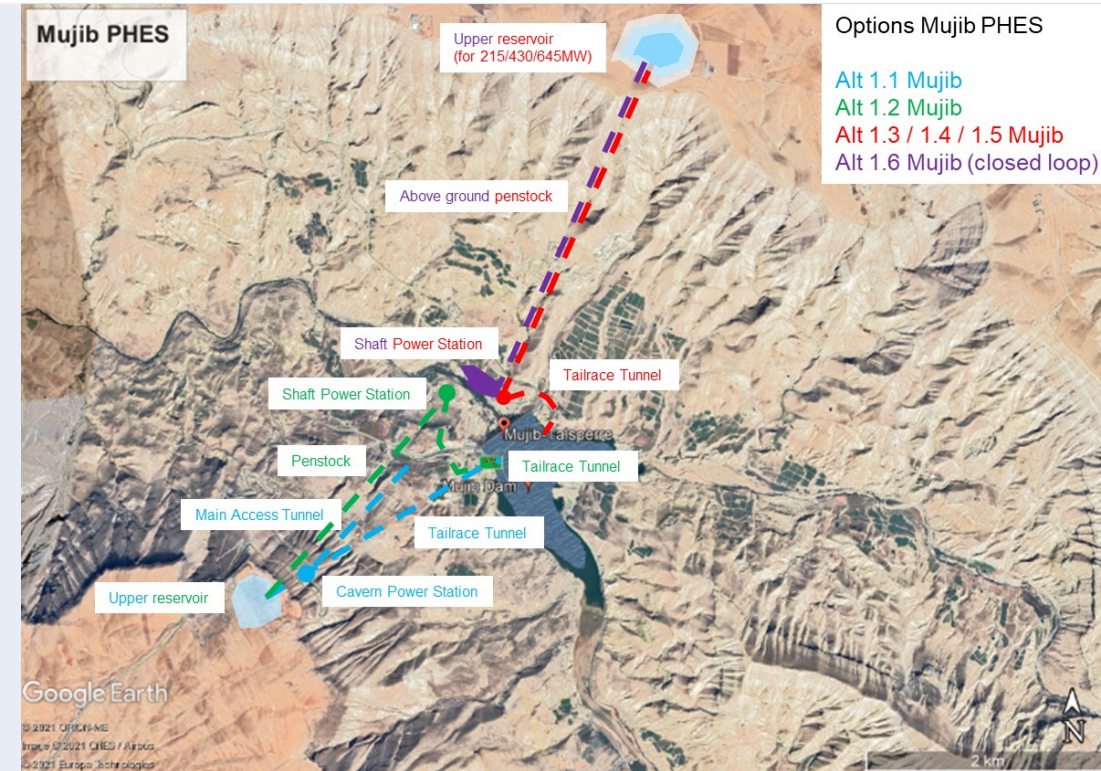 Mujib PHES
Upper reservoir
(for 215/430/645MW)
Options Mujib PHES
Alt 1.1 Mujib
Alt 1.2 Mujib
Alt 1.3 / 1.4 / 1.5 Mujib
Alt 1.6 Mujib (closed loop)
Above ground penstock
Shaft Power Station
Tailrace Tunnel
Shaft Power Station
Mujib-Talsperre
Penstock
Tailrace Tunnel
Mujib Dam
Main Access Tunnel
Tailrace Tunnel
Upper reservoir
Cavern Power Station
Google Earth
© 2021 ORION-ME
Image © 2021 CNES / Airbus
© 2021 Europa Technologies
N
2 km